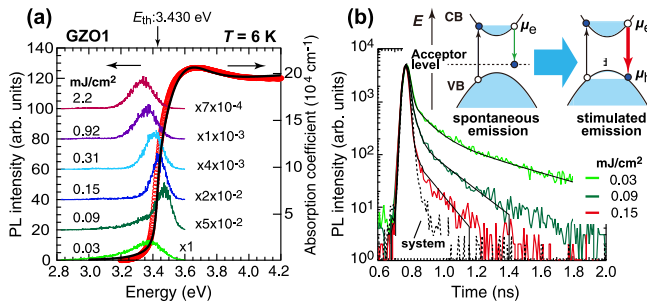 (a)
E_th:3.430 eV
GZO1
T = 6 K
PL intensity (arb. units)
140
120
100
80
60
40
20
0
mJ/cm²
2.2
x7x10⁻⁴
0.92
x1x10⁻³
0.31
x4x10⁻³
0.15
x2x10⁻²
0.09
x5x10⁻²
0.03
x1
Absorption coefficient (10⁴ cm⁻¹)
20
15
10
5
2.8 3.0 3.2 3.4 3.6 3.8 4.0 4.2
Energy (eV)
(b)
E
CB
μe
μe
Acceptor
level
VB
μh
spontaneous
emission
stimulated
emission
PL intensity (arb. units)
10⁴
10³
10²
10¹
10⁰
mJ/cm²
0.03
0.09
0.15
system
0.6 0.8 1.0 1.2 1.4 1.6 1.8 2.0
Time (ns)